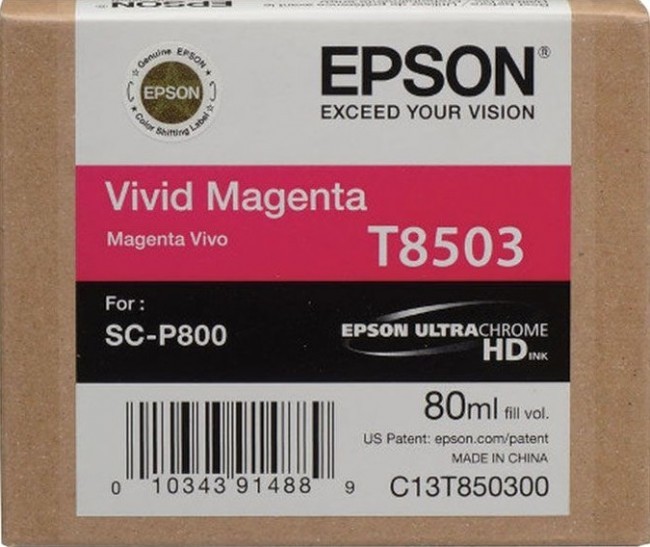 EPSON
Genuine EPSON
EPSON
Color Shifting Label
EPSON®
EXCEED YOUR VISION
Vivid Magenta
Magenta Vivo
T8503
For :
SC-P800
EPSON ULTRACHROME
HD INK
80ml fill vol.
US Patent: epson.com/patent
MADE IN CHINA
0 10343 91488 9
C13T850300